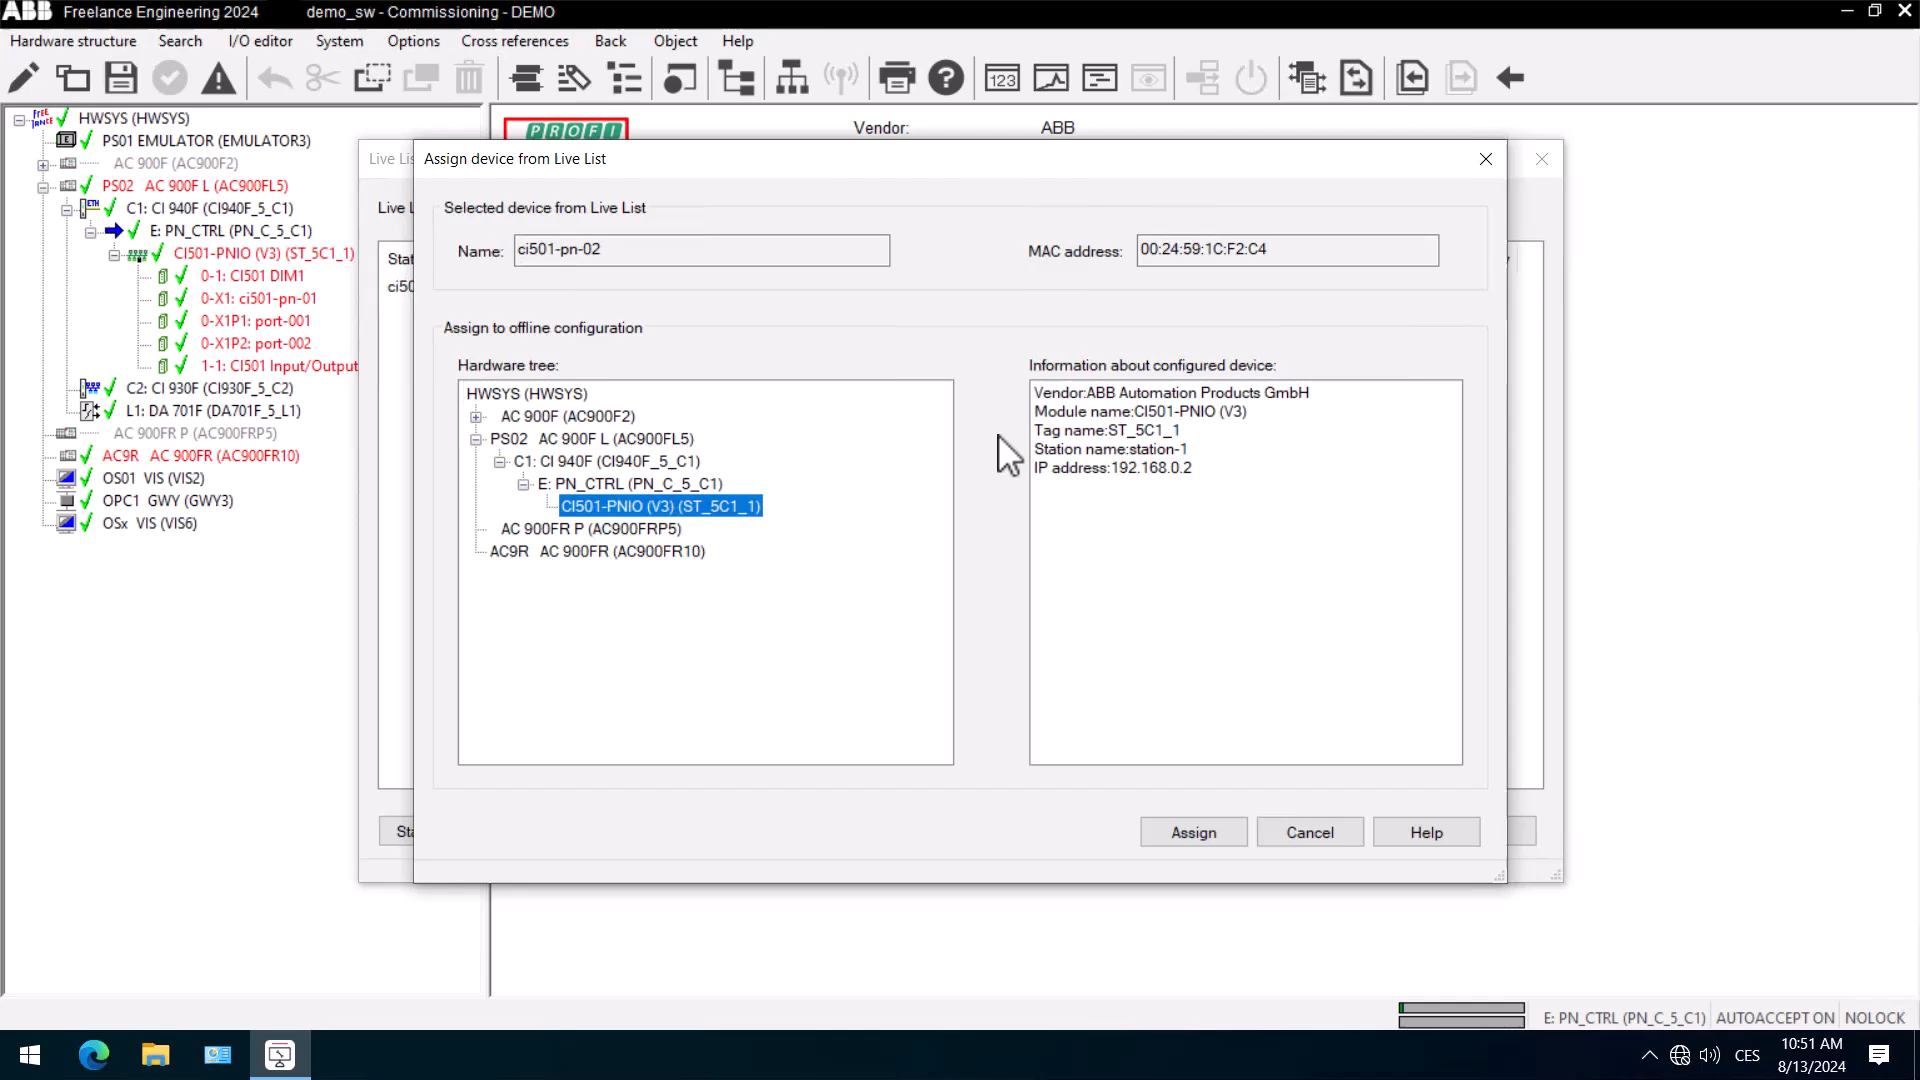 ABB Freelance Engineering 2024 demo_sw - Commissioning - DEMO
Hardware structure Search I/O editor System Options Cross references Back Object Help
123
HWSYS (HWSYS)
PS01 EMULATOR (EMULATOR3)
AC 900F (AC900F2)
PS02 AC 900F L (AC900FL5)
C1: CI 940F (CI940F_5_C1)
E: PN_CTRL (PN_C_5_C1)
CI501-PNIO (V3) (ST_5C1_1)
0-1: CI501 DIM1
0-X1: ci501-pn-01
0-X1P1: port-001
0-X1P2: port-002
1-1: CI501 Input/Output
C2: CI 930F (CI930F_5_C2)
L1: DA 701F (DA701F_5_L1)
AC 900FR P (AC900FRP5)
AC9R AC 900FR (AC900FR10)
OS01 VIS (VIS2)
OPC1 GWY (GWY3)
OSx VIS (VIS6)
PROFI
Vendor: ABB
Live Lis
Live L
Stat
ci50
Sta
Assign device from Live List
Selected device from Live List
Name: ci501-pn-02
MAC address: 00:24:59:1C:F2:C4
Assign to offline configuration
Hardware tree:
HWSYS (HWSYS)
AC 900F (AC900F2)
PS02 AC 900F L (AC900FL5)
C1: CI 940F (CI940F_5_C1)
E: PN_CTRL (PN_C_5_C1)
CI501-PNIO (V3) (ST_5C1_1)
AC 900FR P (AC900FRP5)
AC9R AC 900FR (AC900FR10)
Information about configured device:
Vendor:ABB Automation Products GmbH
Module name:CI501-PNIO (V3)
Tag name:ST_5C1_1
Station name:station-1
IP address:192.168.0.2
Assign Cancel Help
E: PN_CTRL (PN_C_5_C1) AUTOACCEPT ON NOLOCK
CES
10:51 AM
8/13/2024